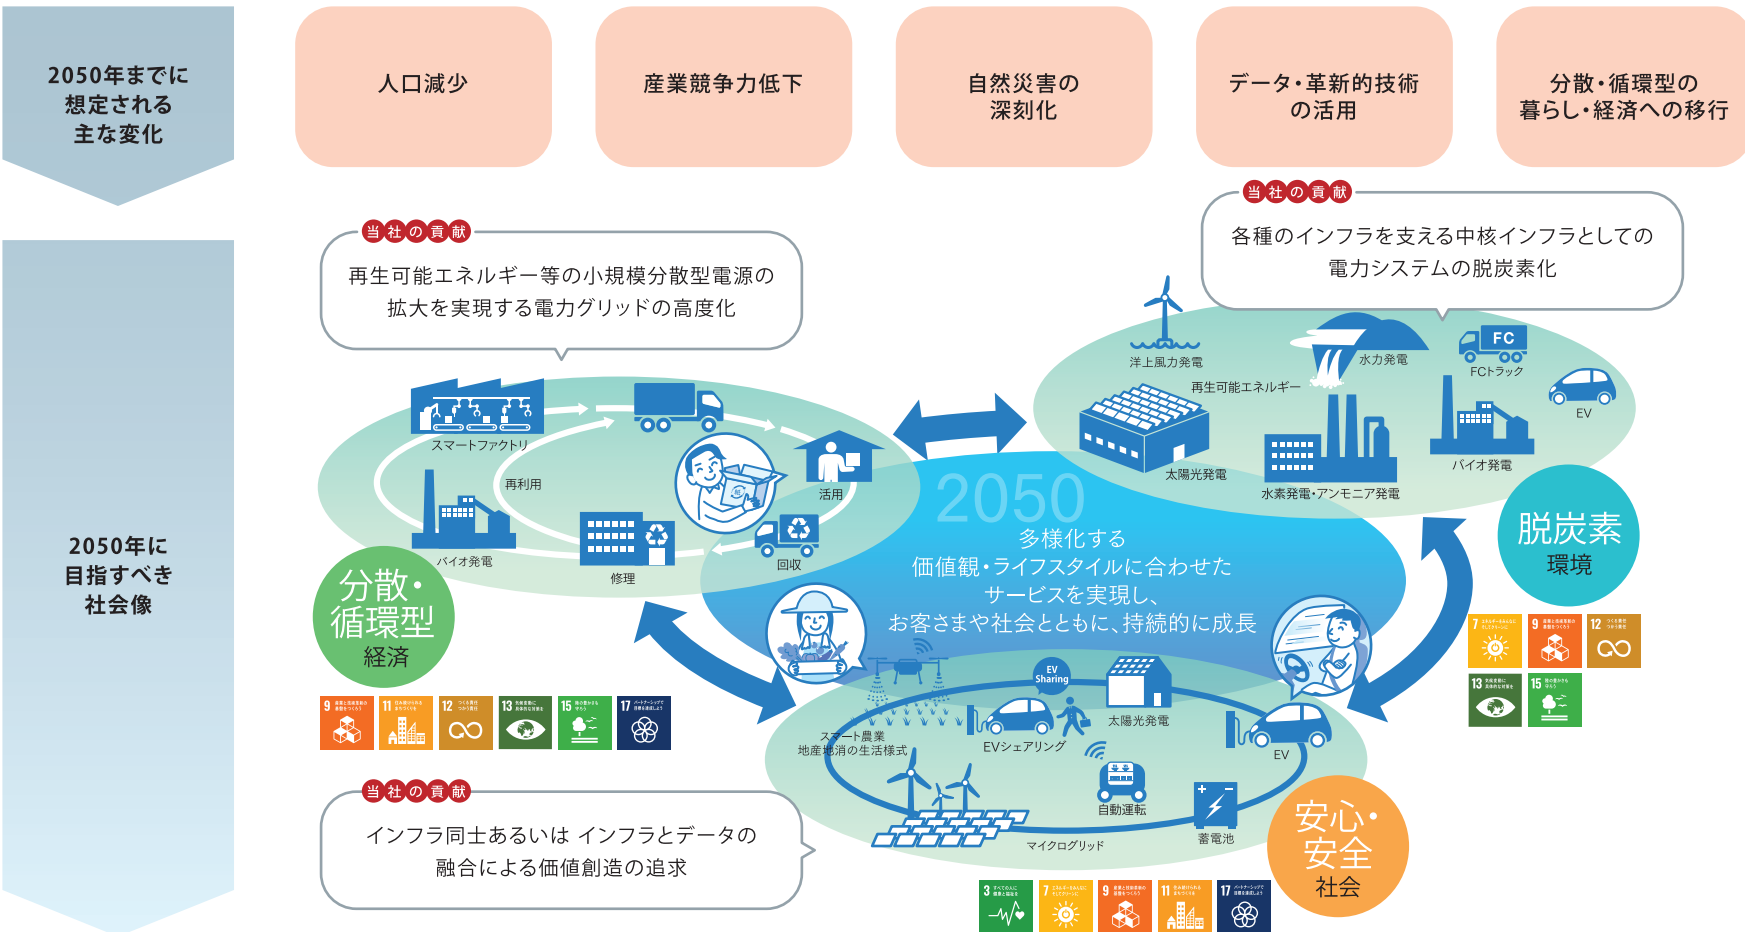 2050年までに
想定される
主な変化
人口減少
産業競争力低下
自然災害の
深刻化
データ・革新的技術
の活用
分散・循環型の
暮らし・経済への移行
2050年に
目指すべき
社会像
当社の貢献
再生可能エネルギー等の小規模分散型電源の
拡大を実現する電力グリッドの高度化
当社の貢献
各種のインフラを支える中核インフラとしての
電力システムの脱炭素化
スマートファクトリ
再利用
バイオ発電
修理
回収
活用
分散・
循環型
経済
9
11
12
13
15
17
洋上風力発電
再生可能エネルギー
水力発電
FC
FCトラック
EV
太陽光発電
水素発電・アンモニア発電
バイオ発電
脱炭素
環境
7
9
12
13
15
2050
多様化する
価値観・ライフスタイルに合わせた
サービスを実現し、
お客さまや社会とともに、持続的に成長
スマート農業
地産地消の生活様式
EV
Sharing
EVシェアリング
太陽光発電
EV
自動運転
蓄電池
マイクログリッド
安心・
安全
社会
3
7
9
11
17
当社の貢献
インフラ同士あるいは インフラとデータの
融合による価値創造の追求